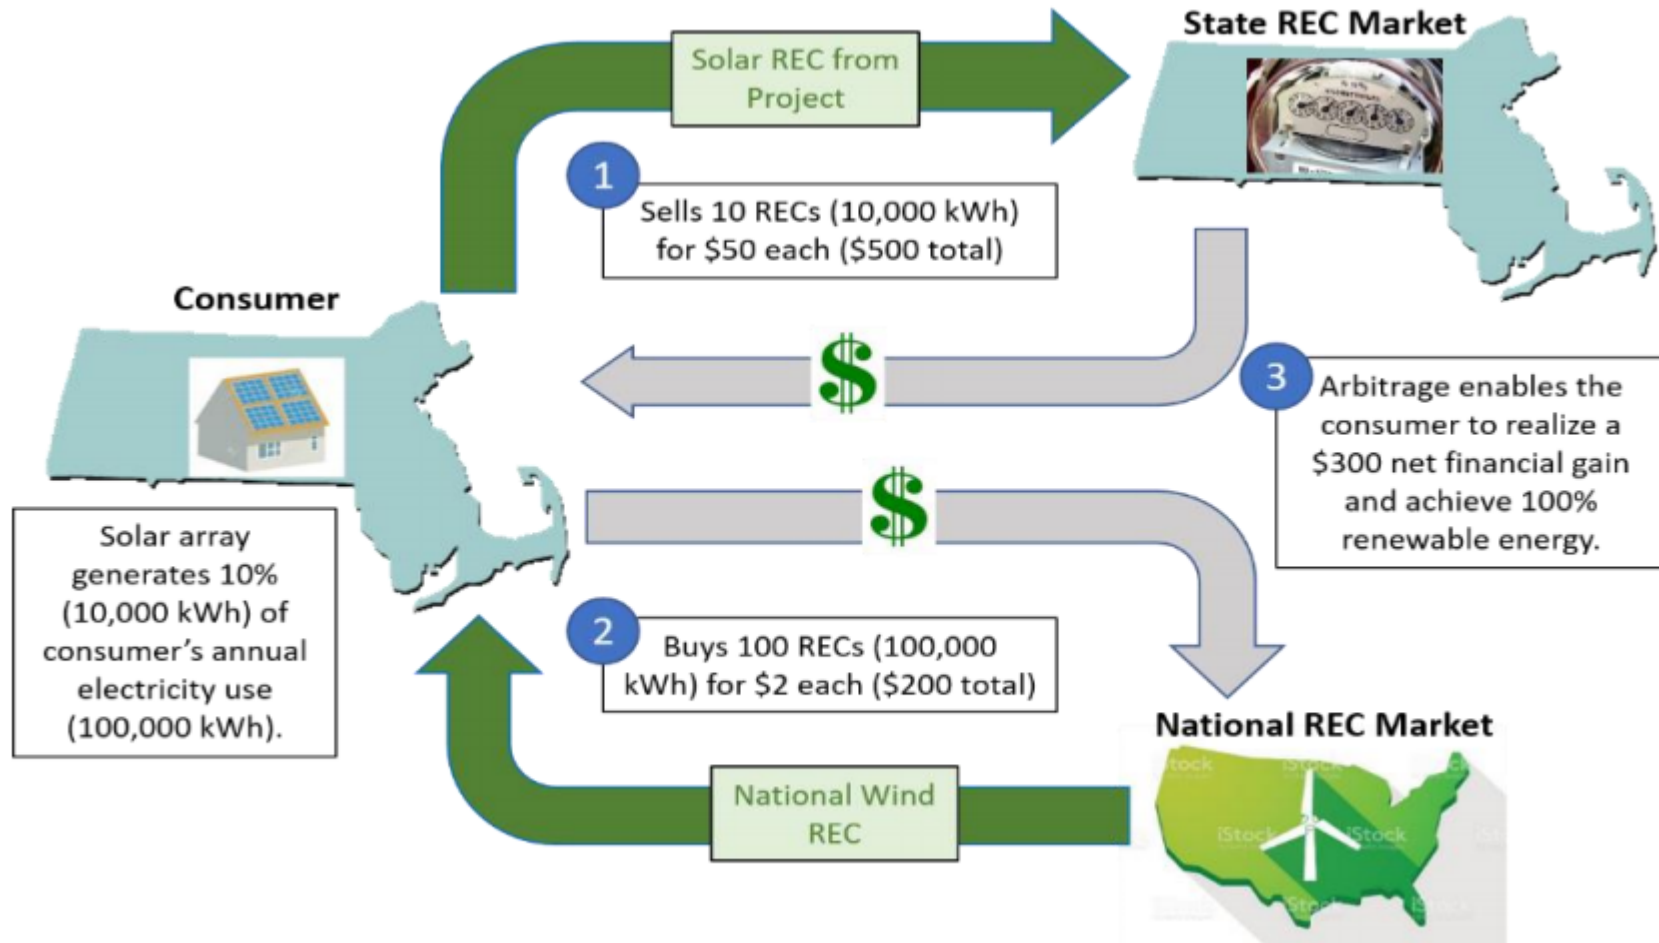 State REC Market
Solar REC from
Project
1
Sells 10 RECs (10,000 kWh)
for $50 each ($500 total)
Consumer
$
3
Arbitrage enables the
consumer to realize a
$300 net financial gain
and achieve 100%
renewable energy.
$
Solar array
generates 10%
(10,000 kWh) of
consumer’s annual
electricity use
(100,000 kWh).
2
Buys 100 RECs (100,000
kWh) for $2 each ($200 total)
National REC Market
National Wind
REC
iStock
iStock